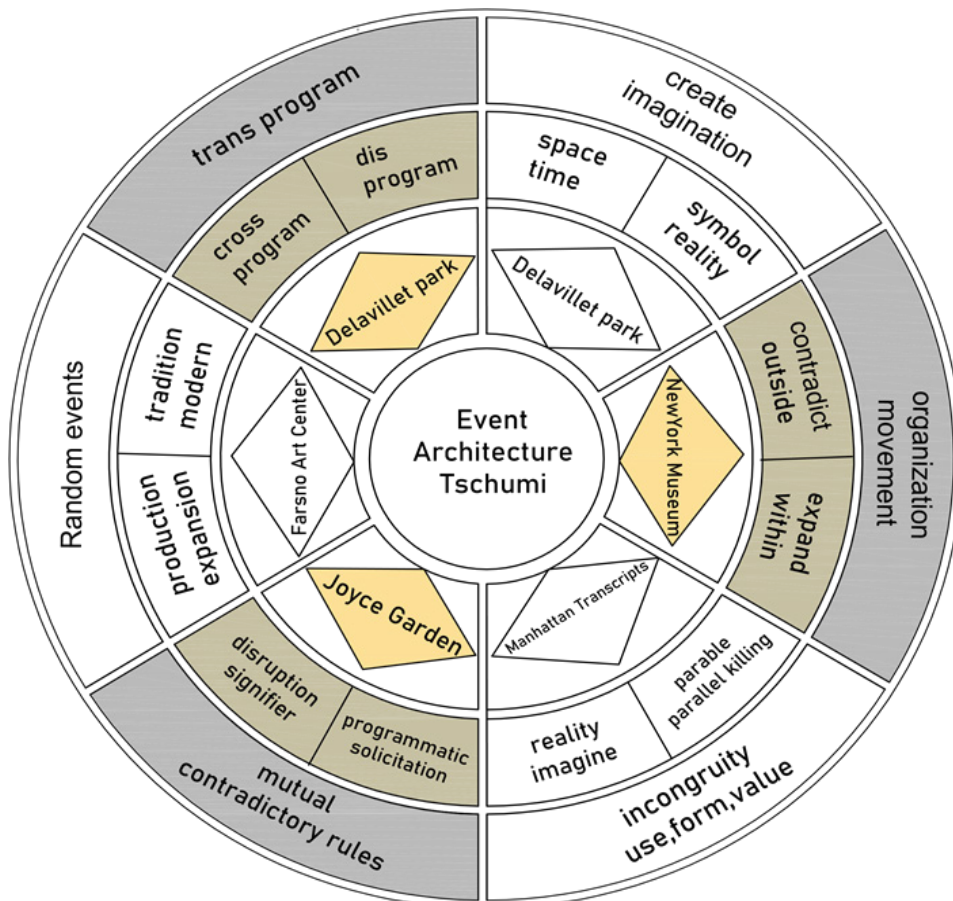 trans program
dis
program
cross
program
Delavillet park
create
imagination
space
time
symbol
reality
Delavillet park
organization
movement
contradict
outside
expand
within
NewYork Museum
incongruity
use,form,value
parable
parallel killing
reality
imagine
Manhattan Transcripts
mutual
contradictory rules
programmatic
solicitation
disruption
signifier
Joyce Garden
Random events
tradition
modern
production
expansion
Farsno Art Center
Event
Architecture
Tschumi